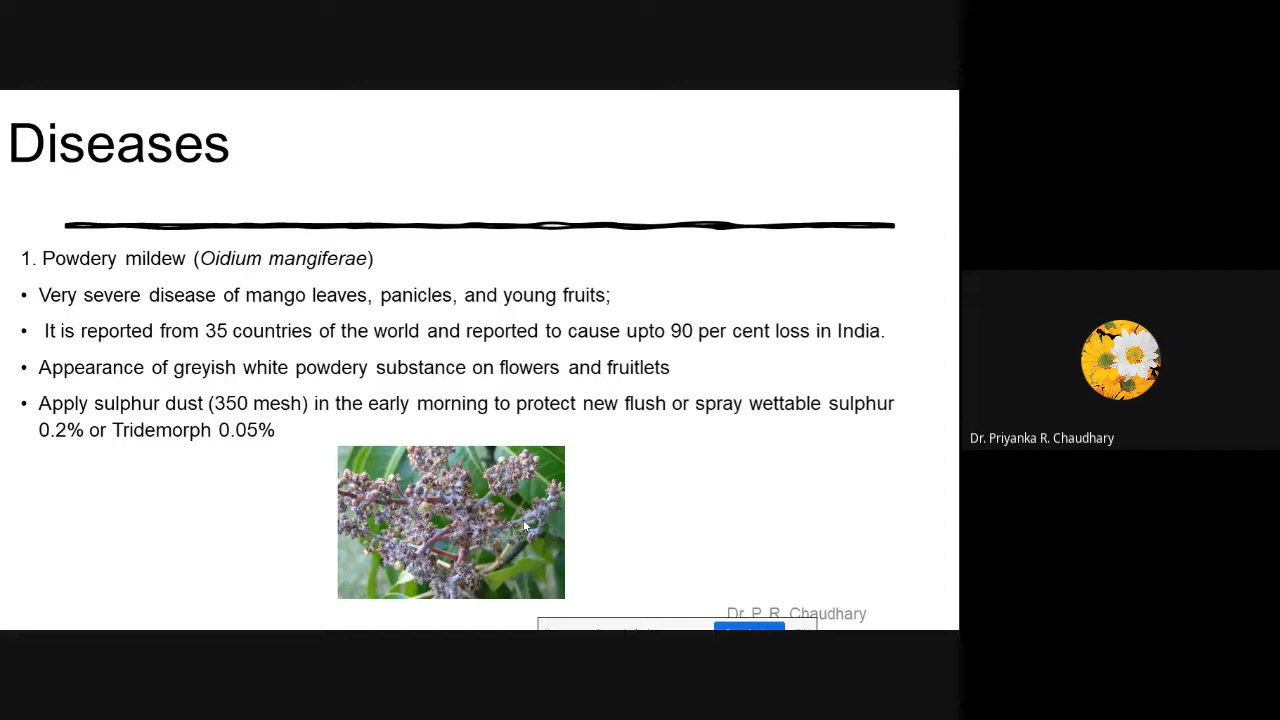 Diseases
1. Powdery mildew (Oidium mangiferae)
• Very severe disease of mango leaves, panicles, and young fruits;
• It is reported from 35 countries of the world and reported to cause upto 90 per cent loss in India.
• Appearance of greyish white powdery substance on flowers and fruitlets
• Apply sulphur dust (350 mesh) in the early morning to protect new flush or spray wettable sulphur
0.2% or Tridemorph 0.05%
Dr. P. R. Chaudhary
Dr. Priyanka R. Chaudhary